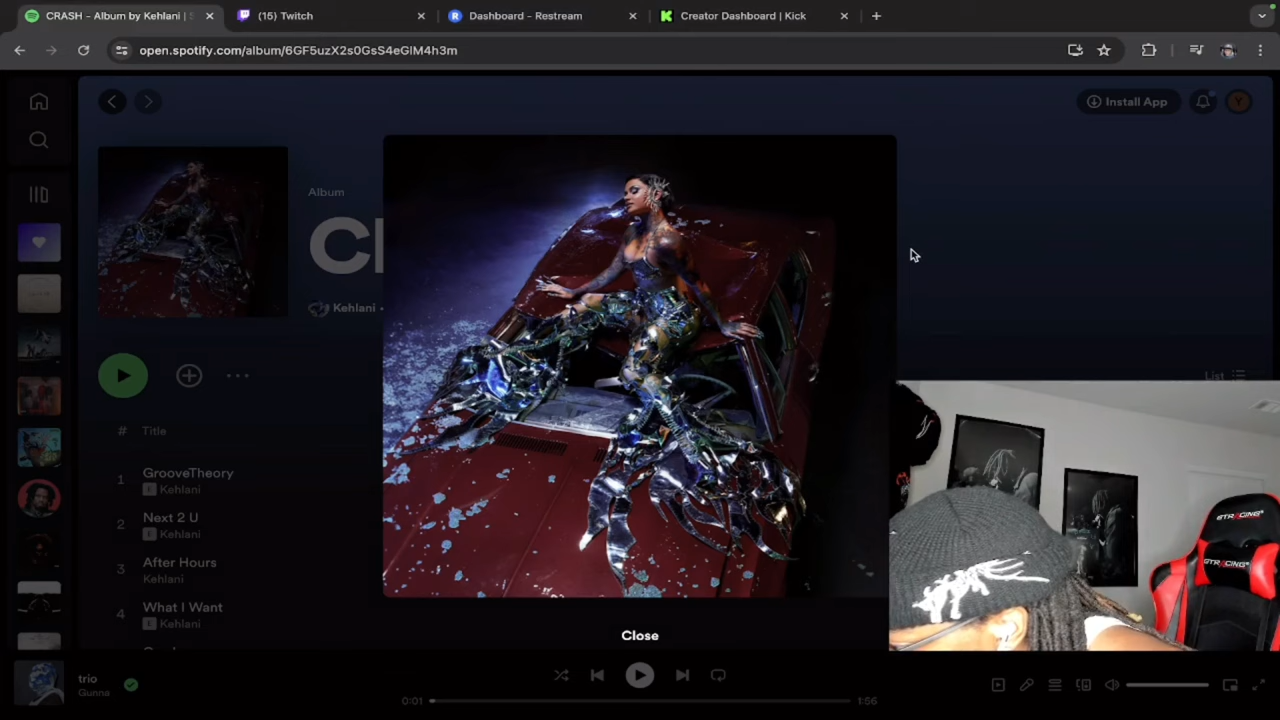 CRASH - Album by Kehlani |
(15) Twitch
Dashboard - Restream
Creator Dashboard | Kick
open.spotify.com/album/6GF5uzX2s0GsS4eGlM4h3m
Install App
Y
Album
Kehlani •
List
# Title
1 GrooveTheory
E Kehlani
2 Next 2 U
E Kehlani
3 After Hours
Kehlani
4 What I Want
E Kehlani
Close
GTRACING
GTRACING
trio
Gunna
0:01
1:56